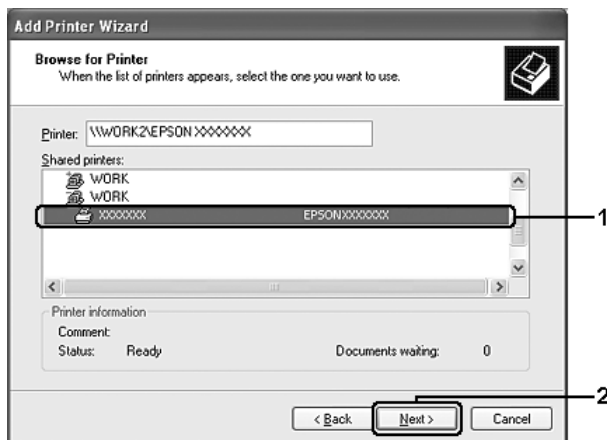 Add Printer Wizard
Browse for Printer
When the list of printers appears, select the one you want to use.
Printer: \\WORK2\EPSON XXXXXXX
Shared printers:
WORK
WORK
XXXXXXX EPSONXXXXXXX
1
Printer information
Comment:
Status: Ready Documents waiting: 0
2
< Back Next > Cancel